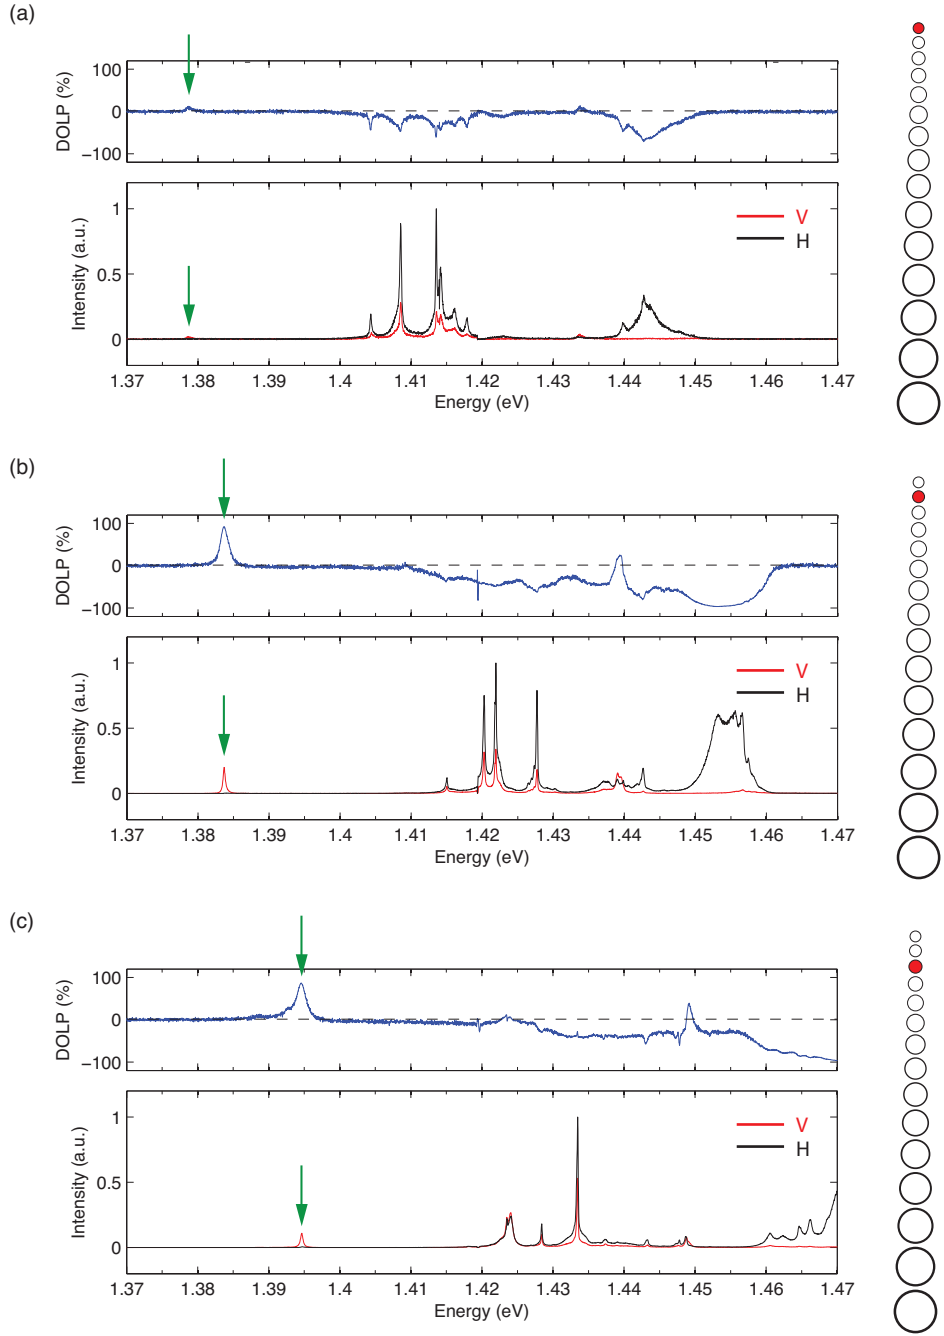 (a)
100
0
−100
DOLP (%)
1
0.5
0
Intensity (a.u.)
V
H
1.37 1.38 1.39 1.4 1.41 1.42 1.43 1.44 1.45 1.46 1.47
Energy (eV)
(b)
100
0
−100
DOLP (%)
1
0.5
0
Intensity (a.u.)
V
H
1.37 1.38 1.39 1.4 1.41 1.42 1.43 1.44 1.45 1.46 1.47
Energy (eV)
(c)
100
0
−100
DOLP (%)
1
0.5
0
Intensity (a.u.)
V
H
1.37 1.38 1.39 1.4 1.41 1.42 1.43 1.44 1.45 1.46 1.47
Energy (eV)